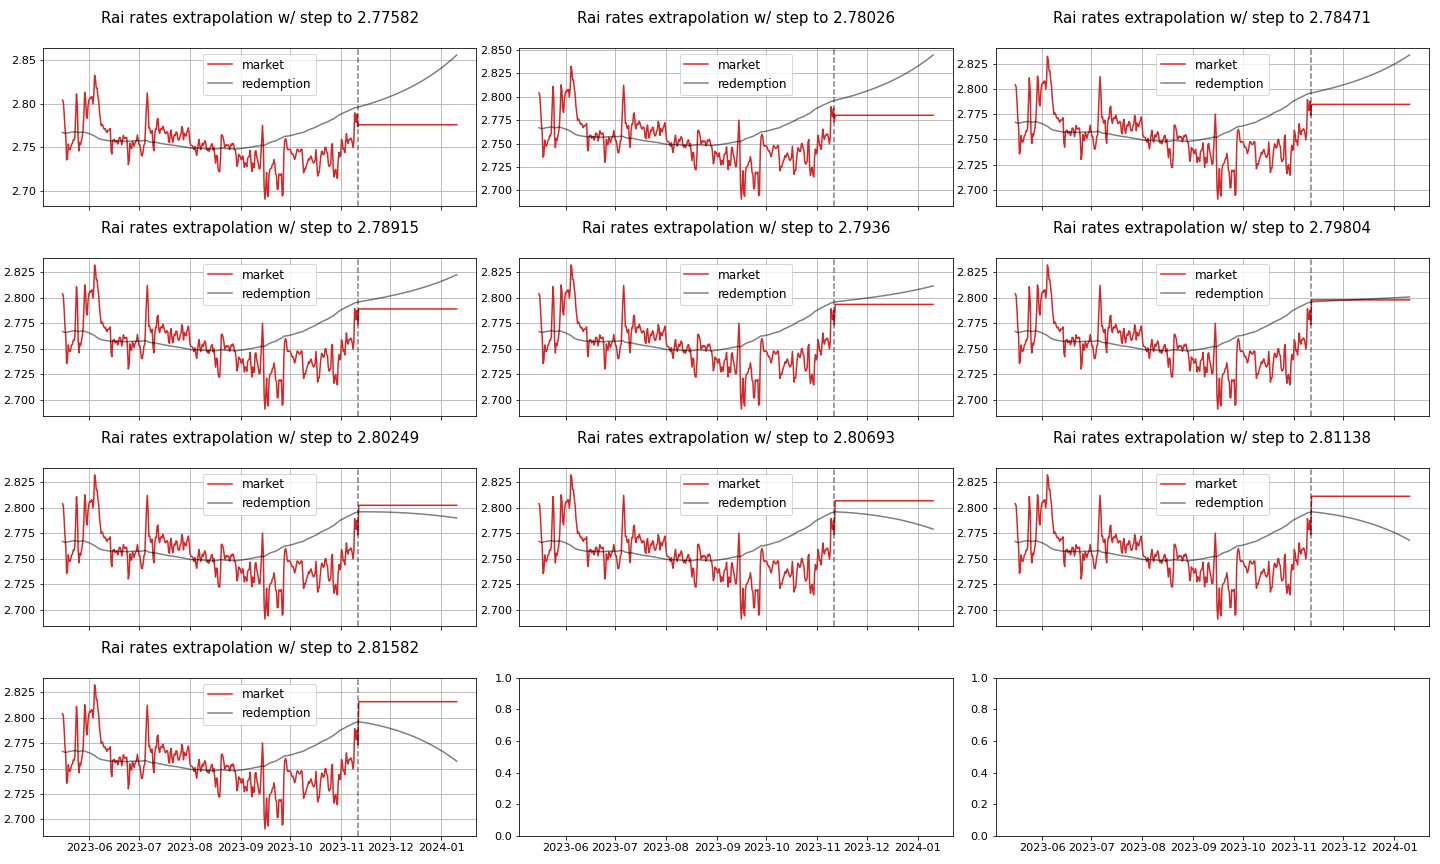 Rai rates extrapolation w/ step to 2.77582
2.85
2.80
2.75
2.70
market
redemption
Rai rates extrapolation w/ step to 2.78026
2.850
2.825
2.800
2.775
2.750
2.725
2.700
market
redemption
Rai rates extrapolation w/ step to 2.78471
2.825
2.800
2.775
2.750
2.725
2.700
market
redemption
Rai rates extrapolation w/ step to 2.78915
2.825
2.800
2.775
2.750
2.725
2.700
market
redemption
Rai rates extrapolation w/ step to 2.7936
2.825
2.800
2.775
2.750
2.725
2.700
market
redemption
Rai rates extrapolation w/ step to 2.79804
2.825
2.800
2.775
2.750
2.725
2.700
market
redemption
Rai rates extrapolation w/ step to 2.80249
2.825
2.800
2.775
2.750
2.725
2.700
market
redemption
Rai rates extrapolation w/ step to 2.80693
2.825
2.800
2.775
2.750
2.725
2.700
market
redemption
Rai rates extrapolation w/ step to 2.81138
2.825
2.800
2.775
2.750
2.725
2.700
market
redemption
Rai rates extrapolation w/ step to 2.81582
2.825
2.800
2.775
2.750
2.725
2.700
market
redemption
2023-06 2023-07 2023-08 2023-09 2023-10 2023-11 2023-12 2024-01
1.0
0.8
0.6
0.4
0.2
0.0
2023-06 2023-07 2023-08 2023-09 2023-10 2023-11 2023-12 2024-01
1.0
0.8
0.6
0.4
0.2
0.0
2023-06 2023-07 2023-08 2023-09 2023-10 2023-11 2023-12 2024-01